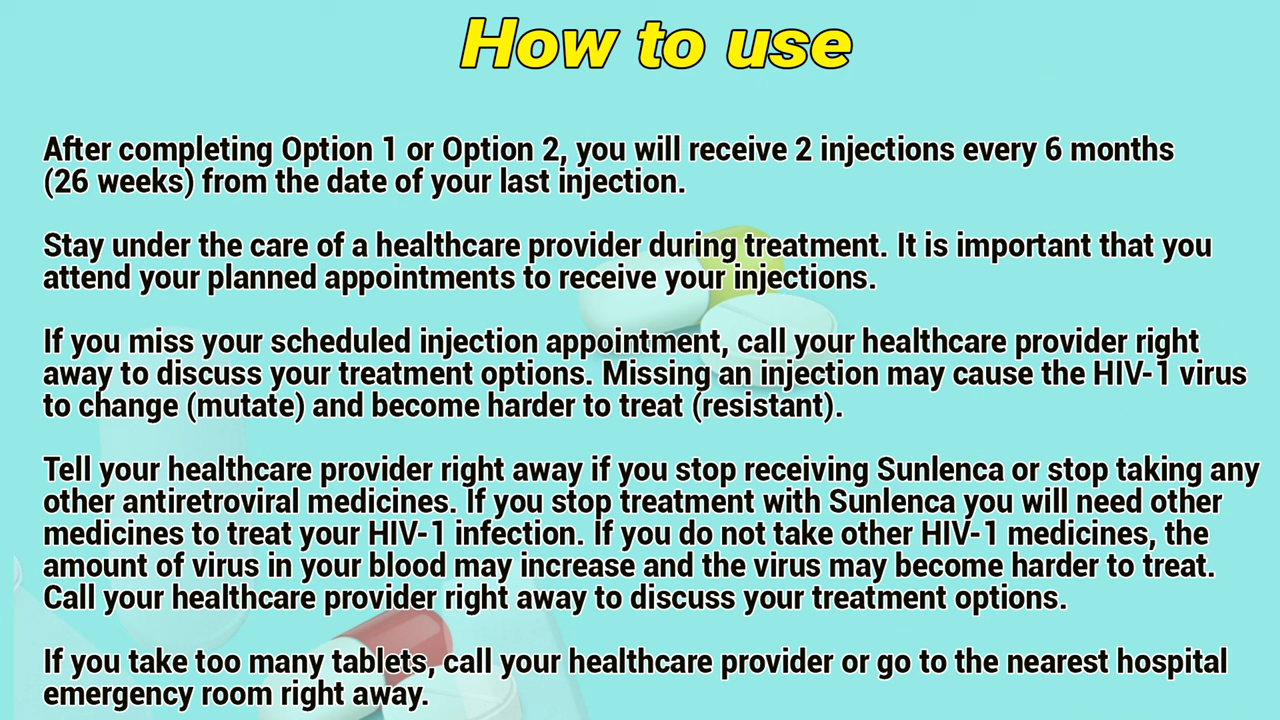 How to use
After completing Option 1 or Option 2, you will receive 2 injections every 6 months
(26 weeks) from the date of your last injection.
Stay under the care of a healthcare provider during treatment. It is important that you
attend your planned appointments to receive your injections.
If you miss your scheduled injection appointment, call your healthcare provider right
away to discuss your treatment options. Missing an injection may cause the HIV-1 virus
to change (mutate) and become harder to treat (resistant).
Tell your healthcare provider right away if you stop receiving Sunlenca or stop taking any
other antiretroviral medicines. If you stop treatment with Sunlenca you will need other
medicines to treat your HIV-1 infection. If you do not take other HIV-1 medicines, the
amount of virus in your blood may increase and the virus may become harder to treat.
Call your healthcare provider right away to discuss your treatment options.
If you take too many tablets, call your healthcare provider or go to the nearest hospital
emergency room right away.